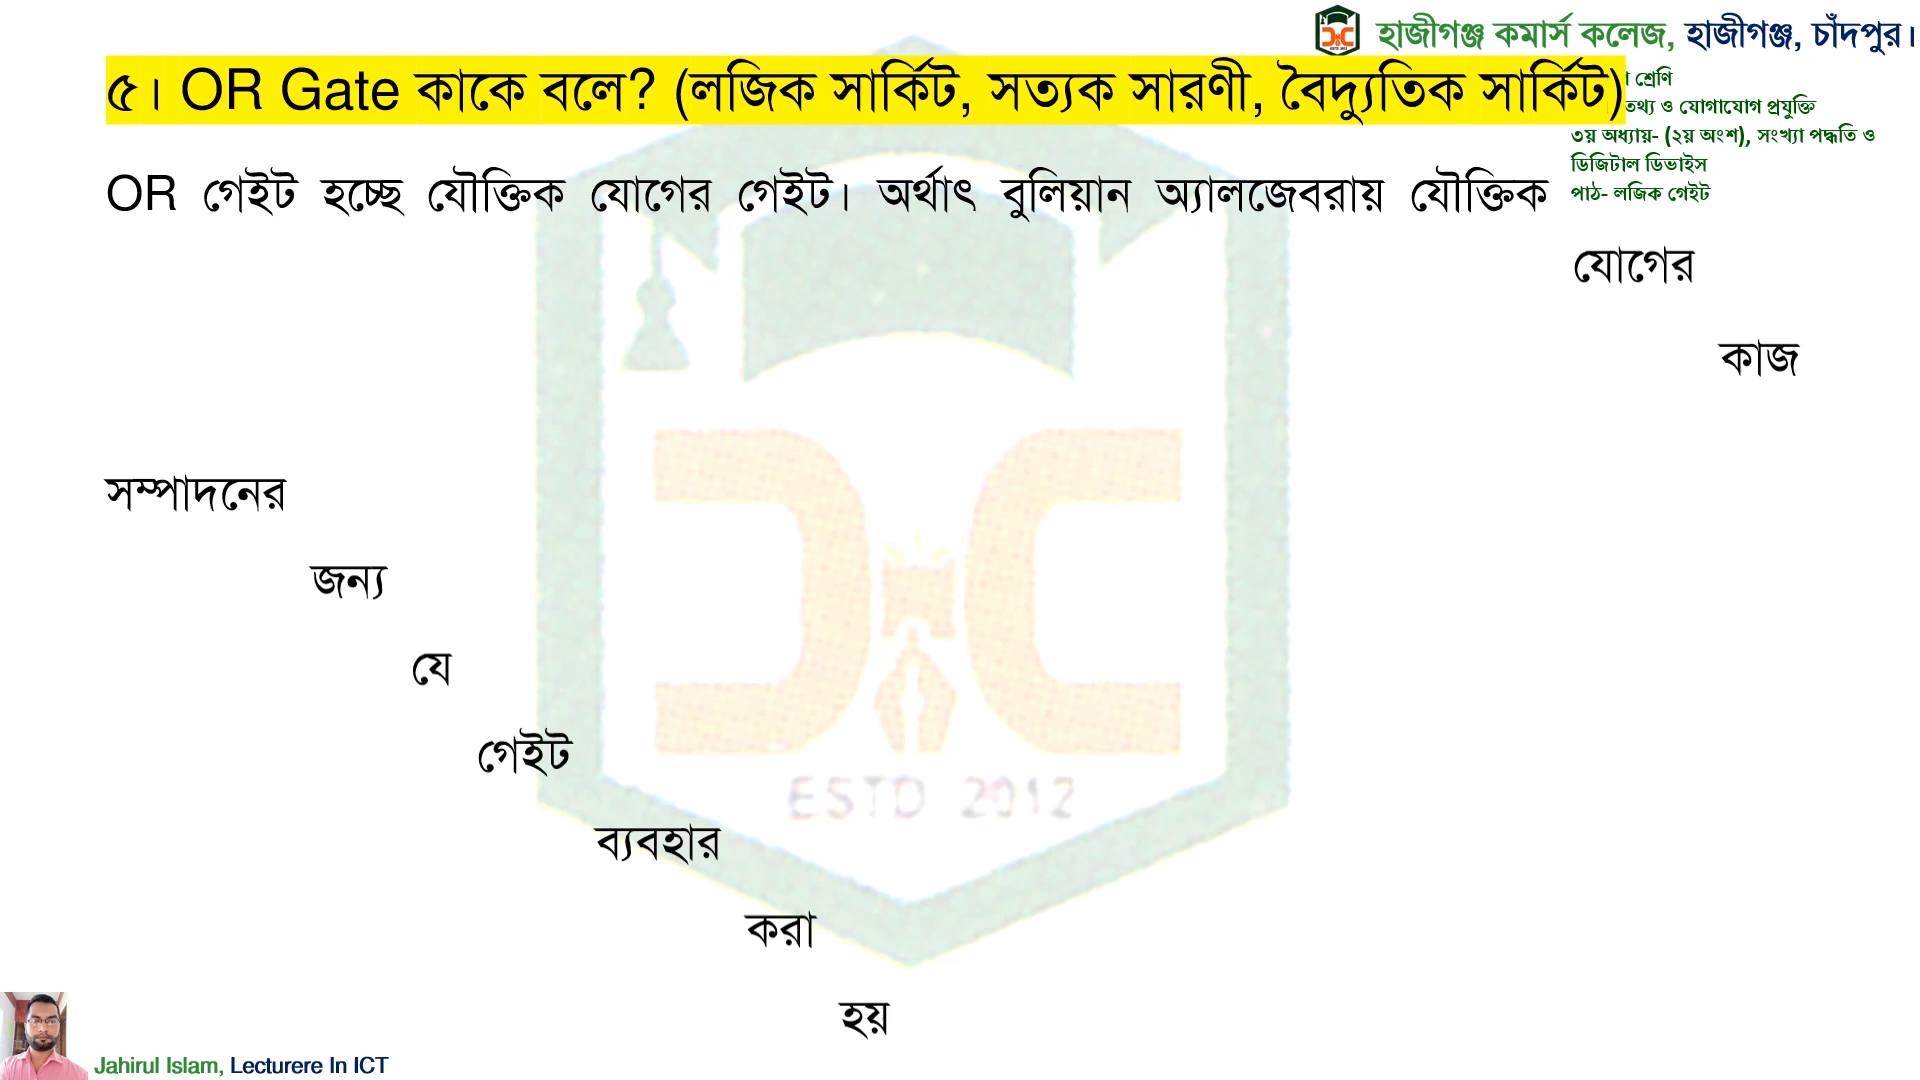 হাজীগঞ্জ কমার্স কলেজ, হাজীগঞ্জ, চাঁদপুর।
৫। OR Gate কাকে বলে? (লজিক সার্কিট, সত্যক সারণী, বৈদ্যুতিক সার্কিট)
শ্রেণি
তথ্য ও যোগাযোগ প্রযুক্তি
৩য় অধ্যায়- (২য় অংশ), সংখ্যা পদ্ধতি ও
ডিজিটাল ডিভাইস
পাঠ- লজিক গেইট
OR গেইট হচ্ছে যৌক্তিক যোগের গেইট। অর্থাৎ বুলিয়ান অ্যালজেবরায় যৌক্তিক
যোগের
কাজ
সম্পাদনের
জন্য
যে
গেইট
ব্যবহার
করা
হয়
ESTD 2012
Jahirul Islam, Lecturere In ICT